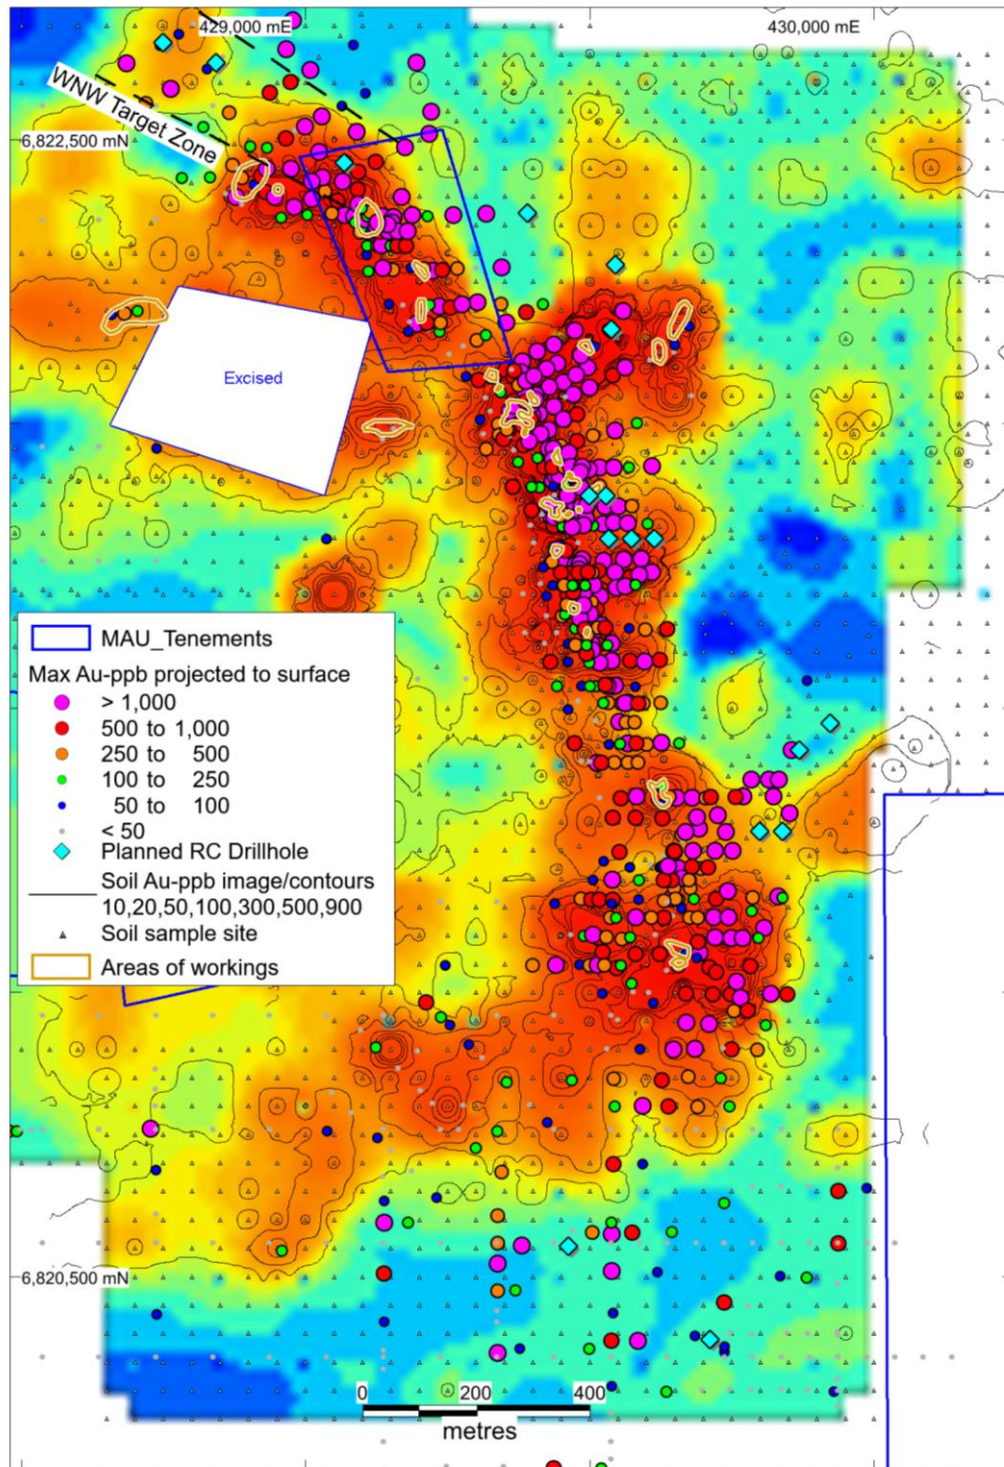 429,000 mE
430,000 mE
WNW Target Zone
6,822,500 mN
Excised
MAU_Tenements
Max Au-ppb projected to surface
> 1,000
500 to 1,000
250 to 500
100 to 250
50 to 100
< 50
Planned RC Drillhole
Soil Au-ppb image/contours
10,20,50,100,300,500,900
Soil sample site
Areas of workings
6,820,500 mN
0 200 400
metres